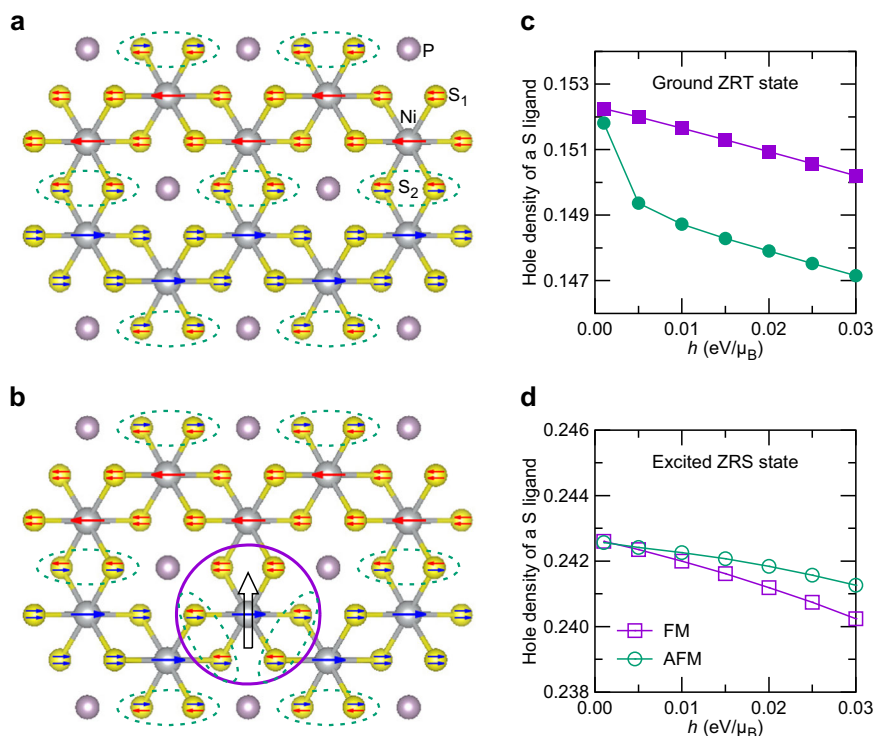 a
P
S1
Ni
S2
b
c
Hole density of a S ligand
0.153
0.151
0.149
0.147
Ground ZRT state
0.00
0.01
0.02
0.03
h (eV/μB)
d
Hole density of a S ligand
0.246
0.244
0.242
0.240
0.238
Excited ZRS state
FM
AFM
0.00
0.01
0.02
0.03
h (eV/μB)